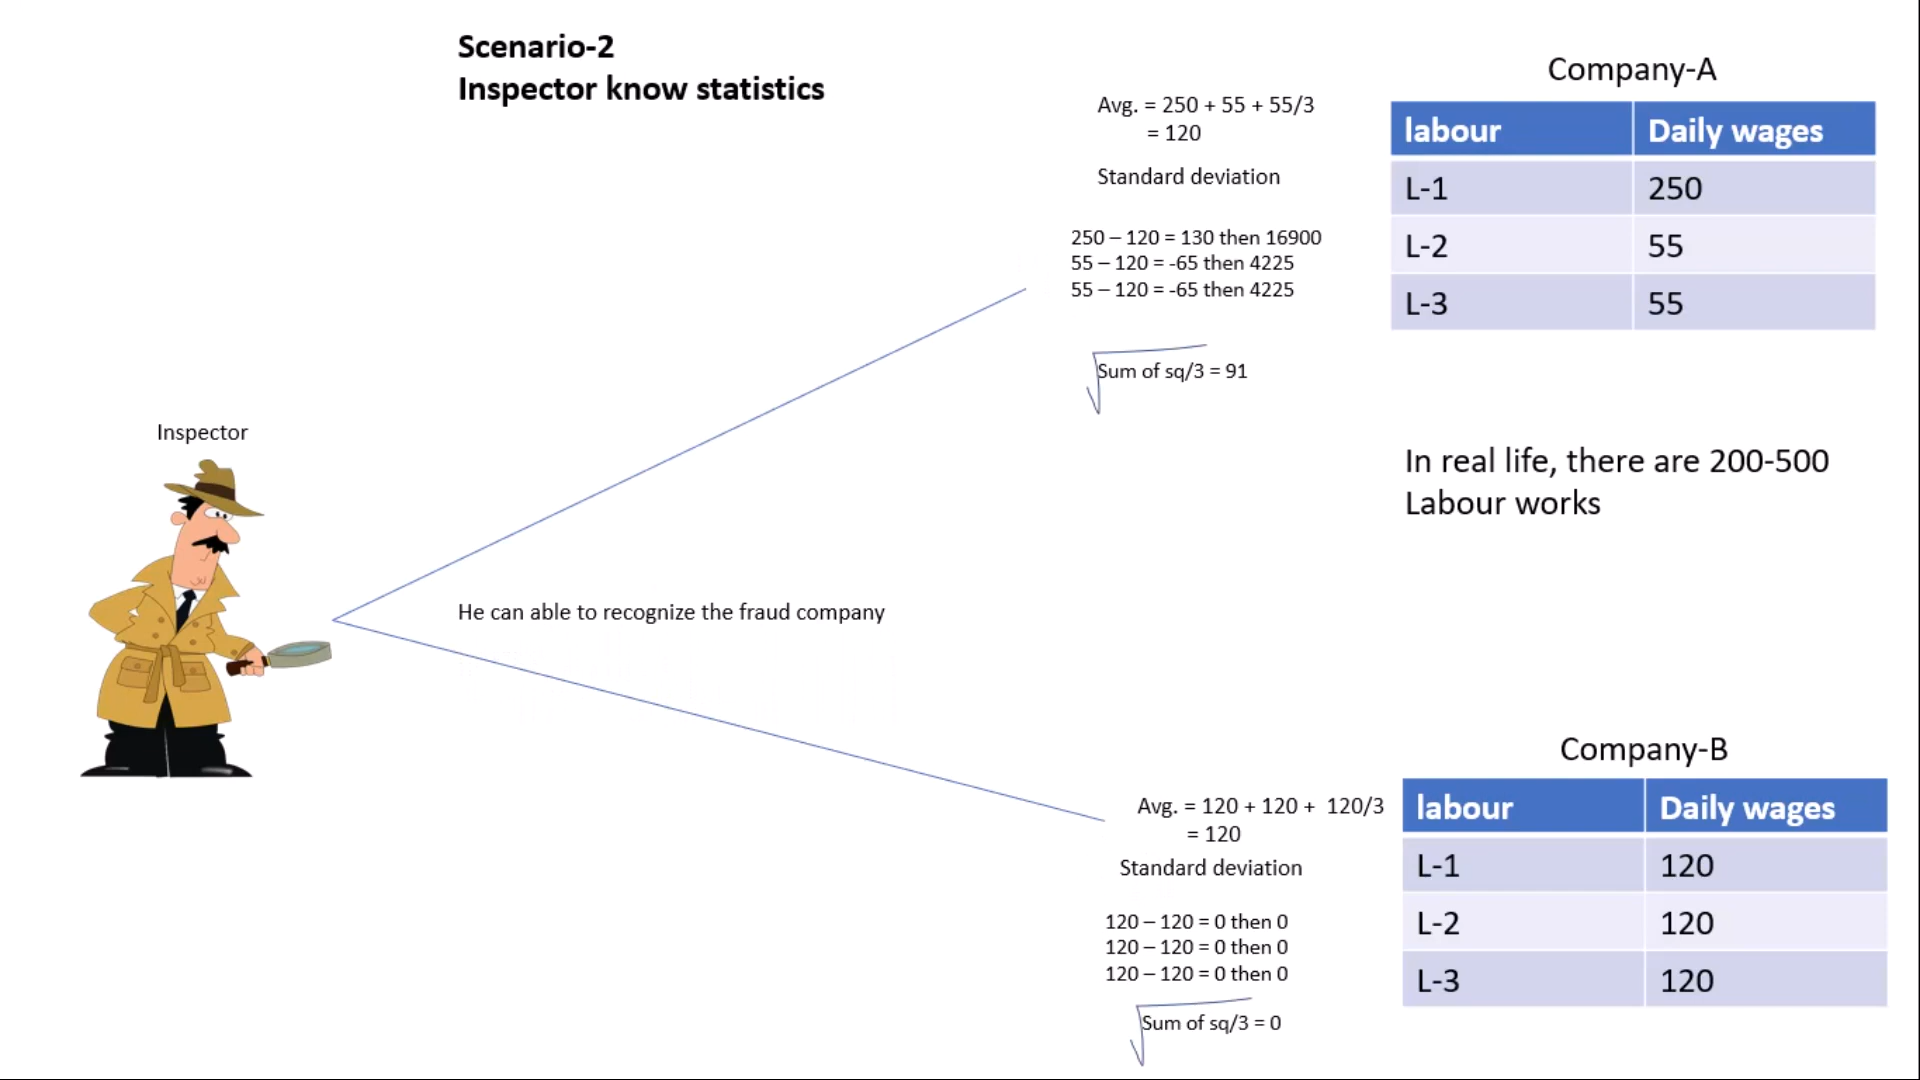 Scenario-2
Inspector know statistics
Company-A
Avg. = 250 + 55 + 55/3
= 120
Standard deviation
250 – 120 = 130 then 16900
55 – 120 = -65 then 4225
55 – 120 = -65 then 4225
Sum of sq/3 = 91
labour Daily wages
L-1 250
L-2 55
L-3 55
In real life, there are 200-500
Labour works
Inspector
He can able to recognize the fraud company
Company-B
Avg. = 120 + 120 + 120/3
= 120
Standard deviation
120 – 120 = 0 then 0
120 – 120 = 0 then 0
120 – 120 = 0 then 0
Sum of sq/3 = 0
labour Daily wages
L-1 120
L-2 120
L-3 120